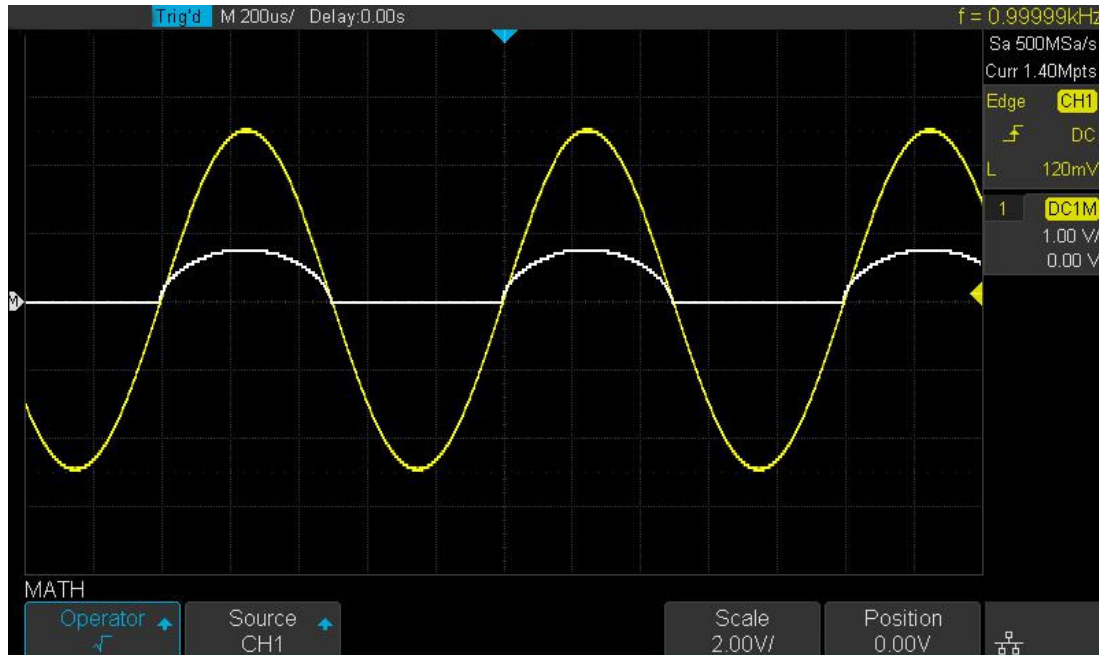 Trig'd M 200us/ Delay:0.00s f = 0.99999kHz
Sa 500MSa/s
Curr 1.40Mpts
Edge CH1
DC
L 120mV
1 DC1M
1.00 V/
0.00 V
M
MATH
Operator Source Scale Position
√ CH1 2.00V/ 0.00V